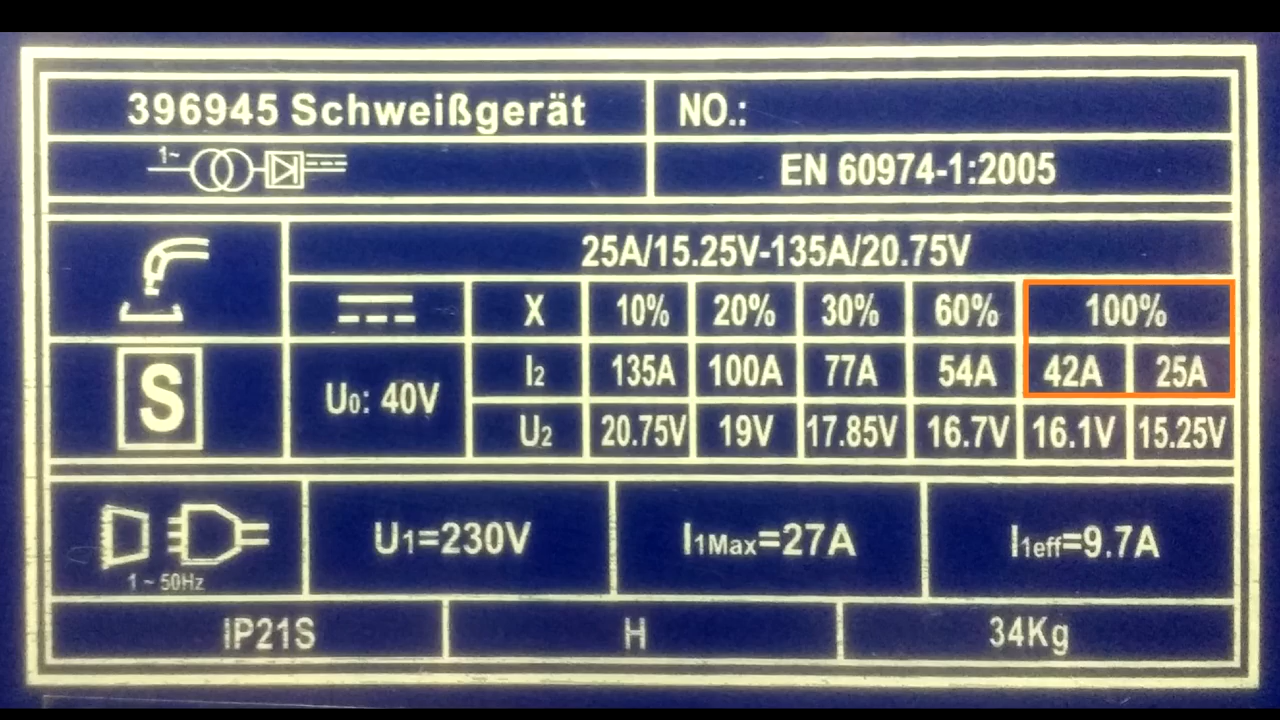 396945 Schweißgerät NO.:
1~ EN 60974-1:2005
25A/15.25V-135A/20.75V
X 10% 20% 30% 60% 100%
S U0: 40V I2 135A 100A 77A 54A 42A 25A
U2 20.75V 19V 17.85V 16.7V 16.1V 15.25V
U1=230V I1Max=27A I1eff=9.7A
1~50Hz
IP21S H 34Kg